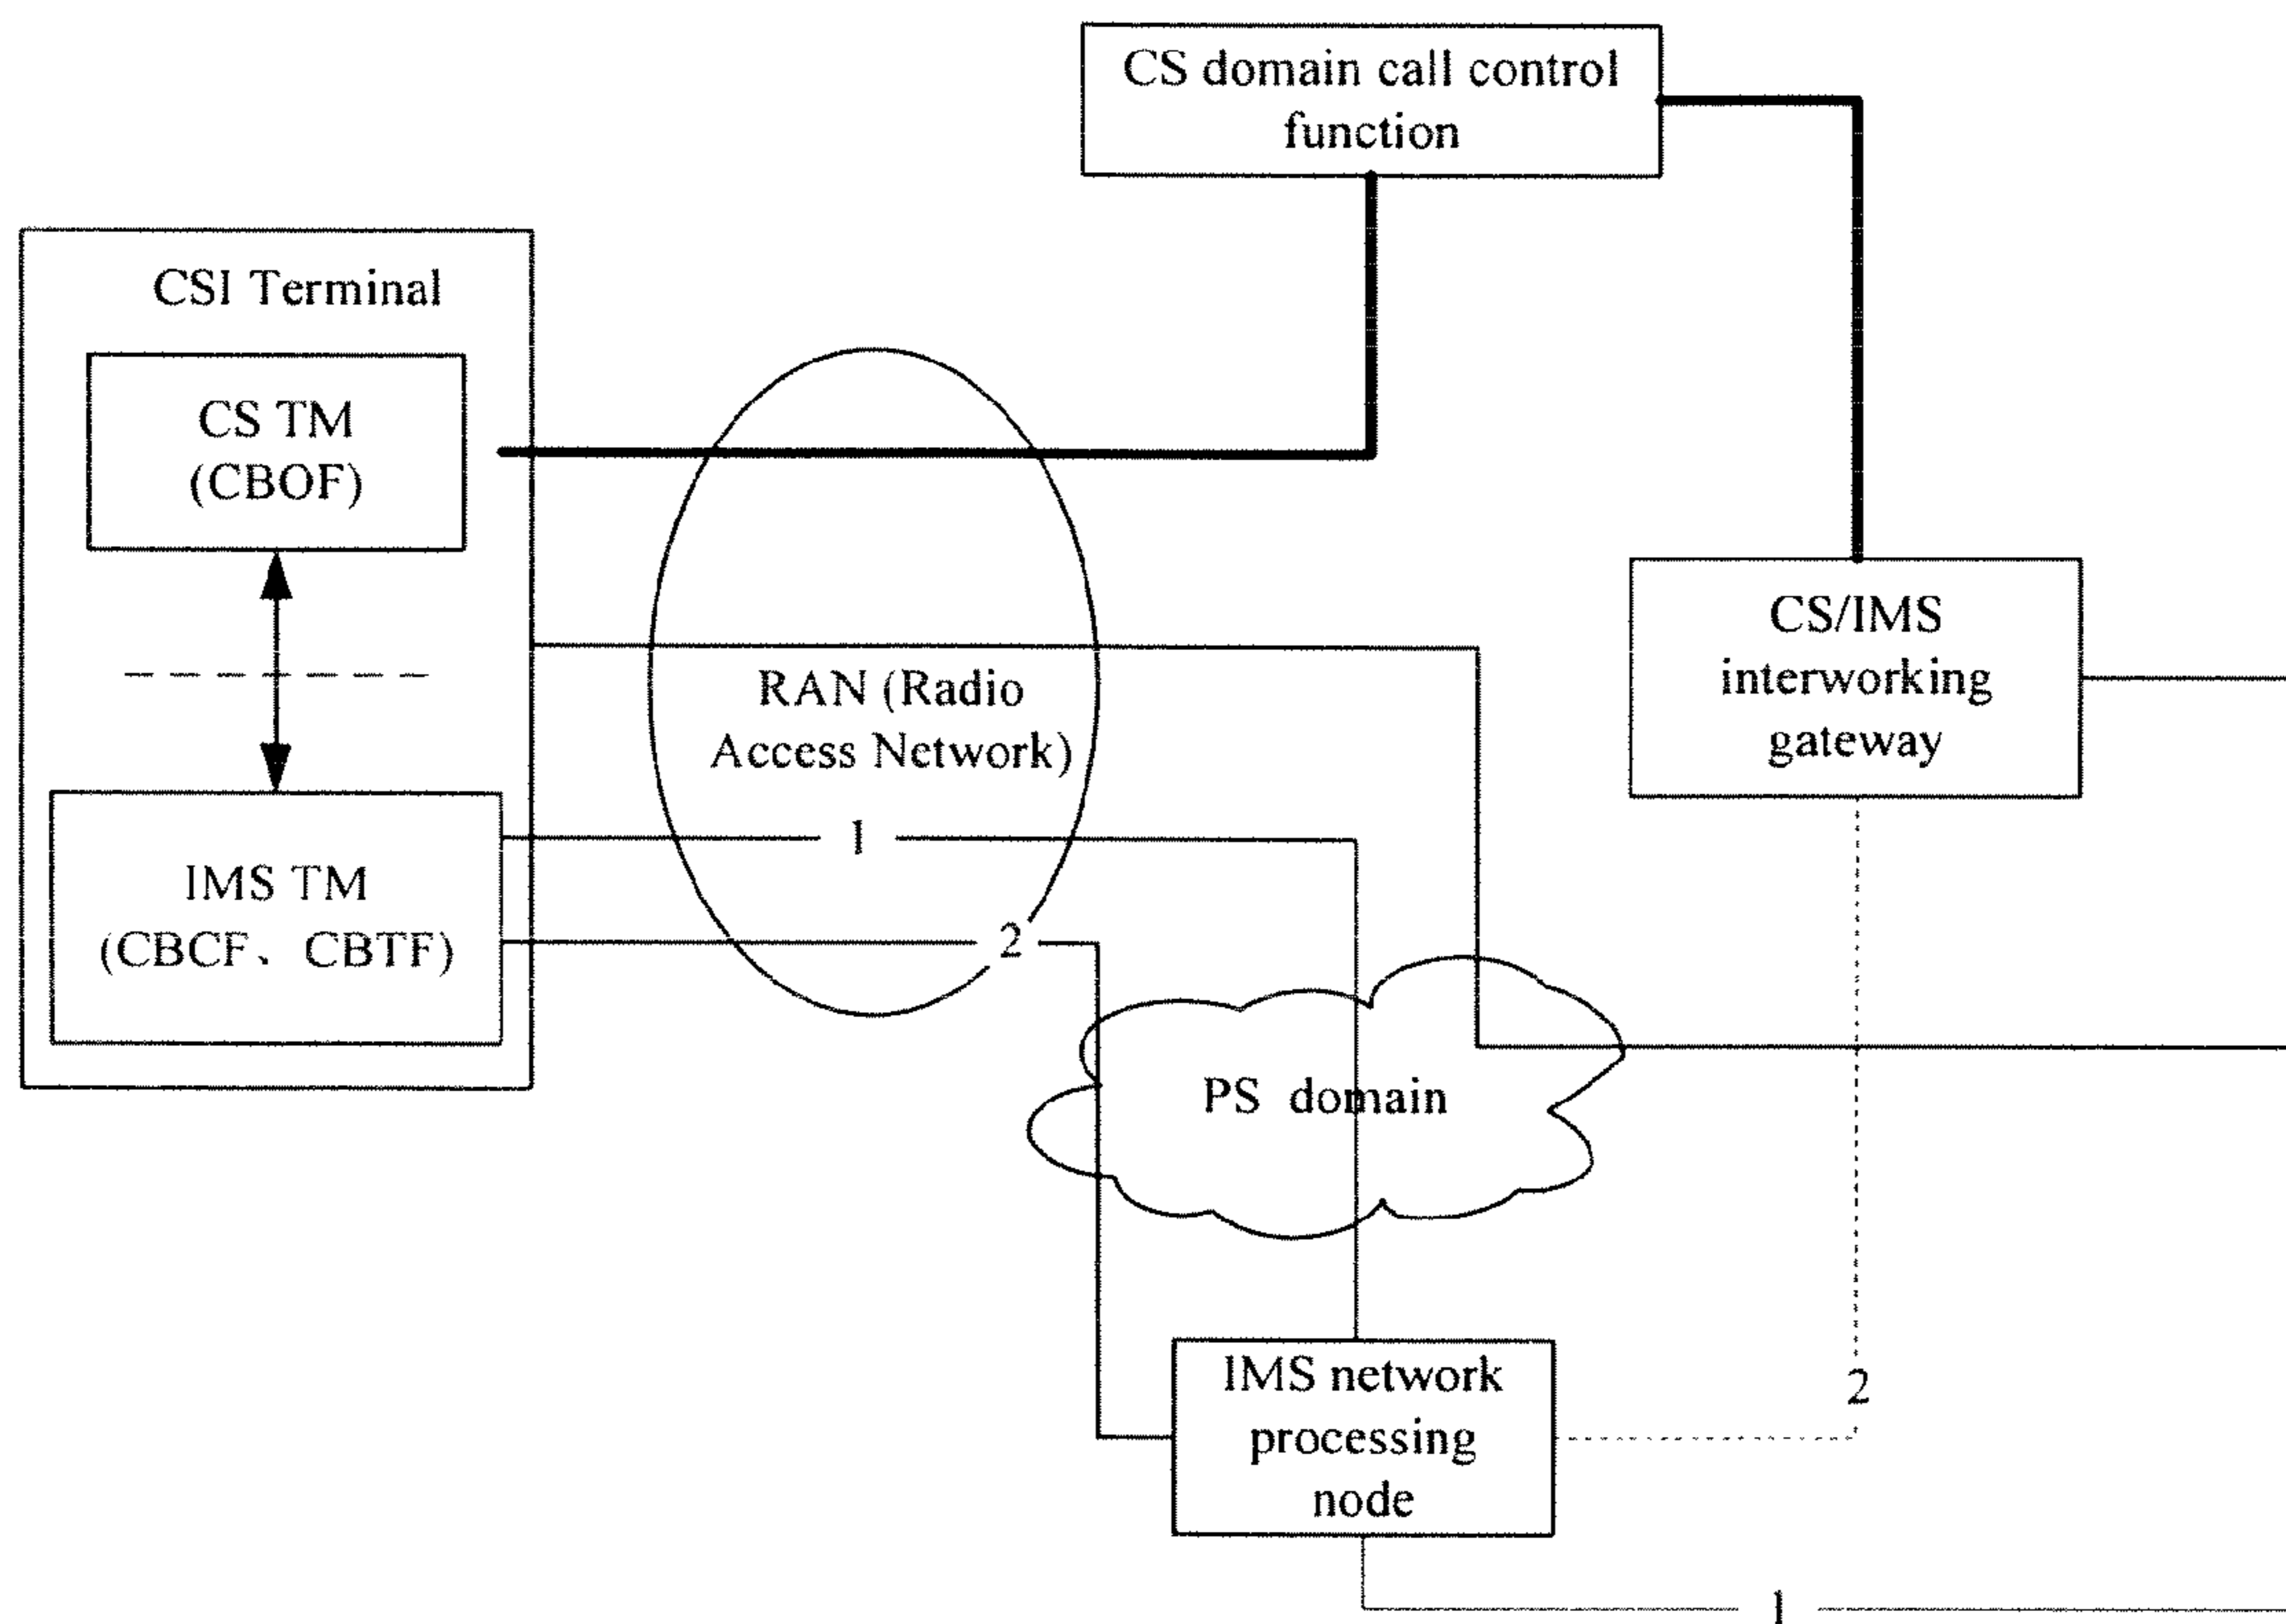 CS domain call control
function
CSI Terminal
CS TM
(CBOF)
CS/IMS
interworking
gateway
RAN (Radio
Access Network)
1
IMS TM
(CBCF、CBTF)
2
PS domain
IMS network
processing
node
2
1